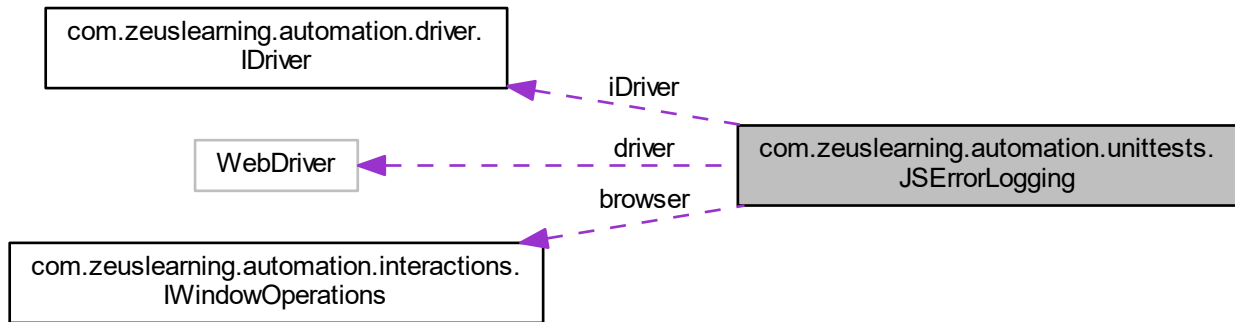 com.zeuslearning.automation.driver.
IDriver
iDriver
WebDriver
driver
com.zeuslearning.automation.unittests.
JSErrorLogging
browser
com.zeuslearning.automation.interactions.
IWindowOperations